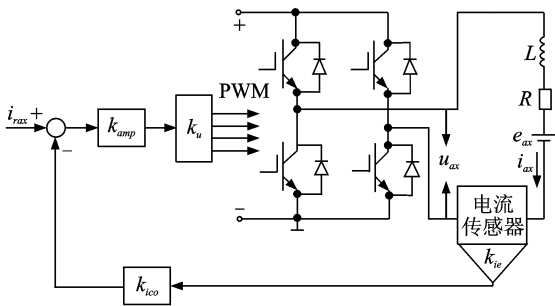 +
PWM
L
R
i_rax +
k_amp
k_u
e_ax
u_ax
i_ax
−
−
电流
传感器
k_ie
k_ico